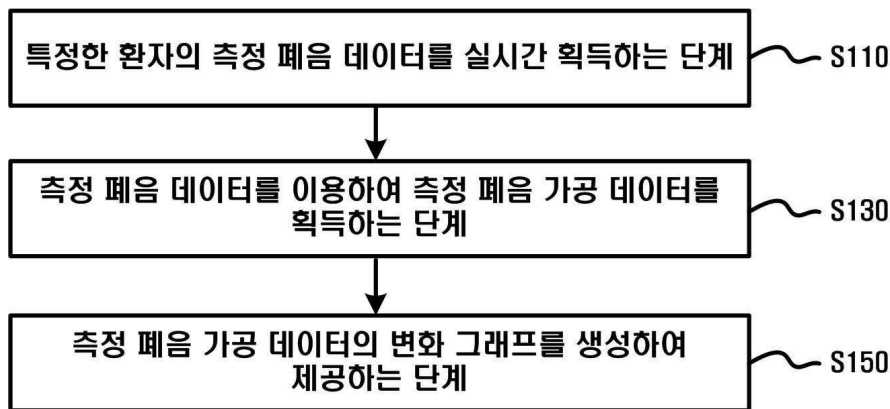 특정한 환자의 측정 폐음 데이터를 실시간 획득하는 단계
S110
측정 폐음 데이터를 이용하여 측정 폐음 가공 데이터를
획득하는 단계
S130
측정 폐음 가공 데이터의 변화 그래프를 생성하여
제공하는 단계
S150